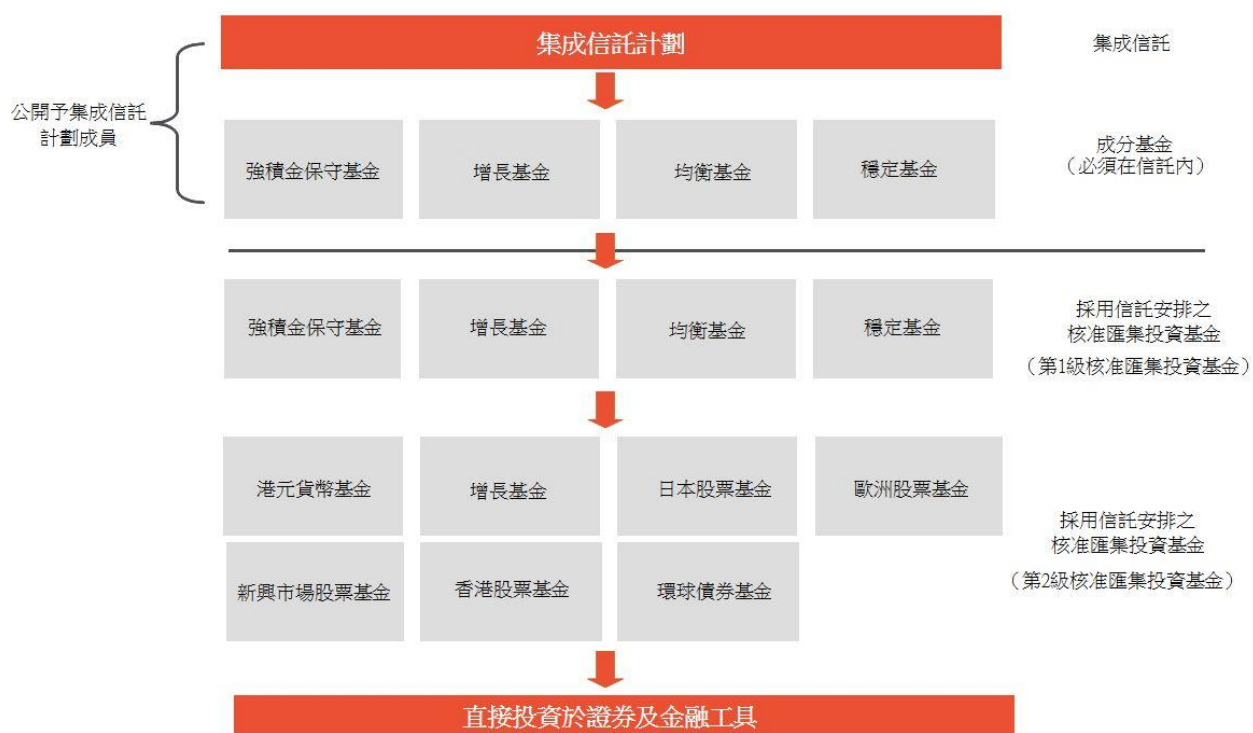 集成信託計劃
集成信託
公開予集成信託
計劃成員
強積金保守基金
增長基金
均衡基金
穩定基金
成分基金
（必須在信託內）
強積金保守基金
增長基金
均衡基金
穩定基金
採用信託安排之
核准匯集投資基金
（第1級核准匯集投資基金）
港元貨幣基金
增長基金
日本股票基金
歐洲股票基金
新興市場股票基金
香港股票基金
環球債券基金
採用信託安排之
核准匯集投資基金
（第2級核准匯集投資基金）
直接投資於證券及金融工具